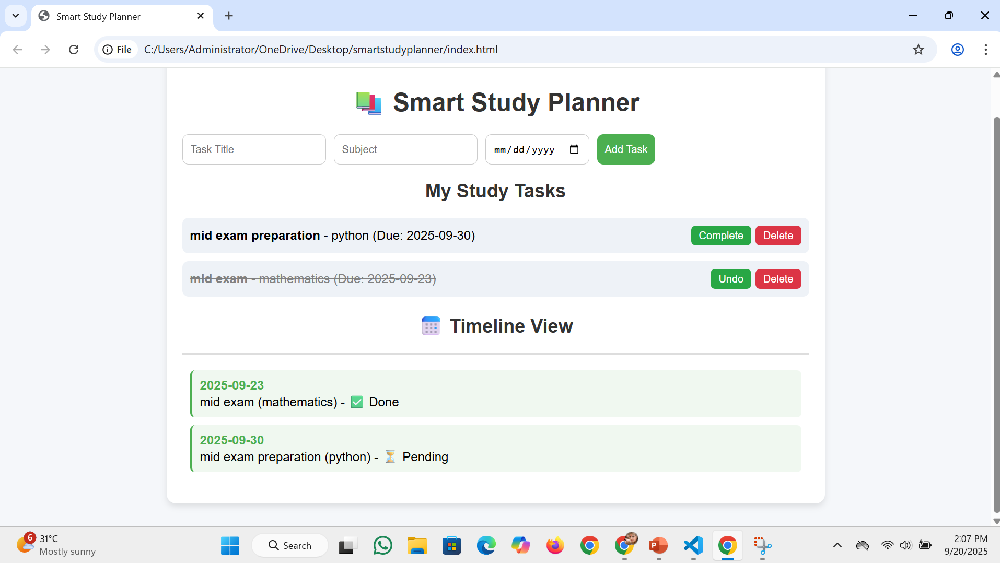 Smart Study Planner
File C:/Users/Administrator/OneDrive/Desktop/smartstudyplanner/index.html
Smart Study Planner
Task Title Subject mm/dd/yyyy Add Task
My Study Tasks
mid exam preparation - python (Due: 2025-09-30) Complete Delete
mid exam - mathematics (Due: 2025-09-23) Undo Delete
Timeline View
2025-09-23
mid exam (mathematics) - ✅ Done
2025-09-30
mid exam preparation (python) - ⏳ Pending
6 31°C
Mostly sunny
Search
P
2:07 PM
9/20/2025